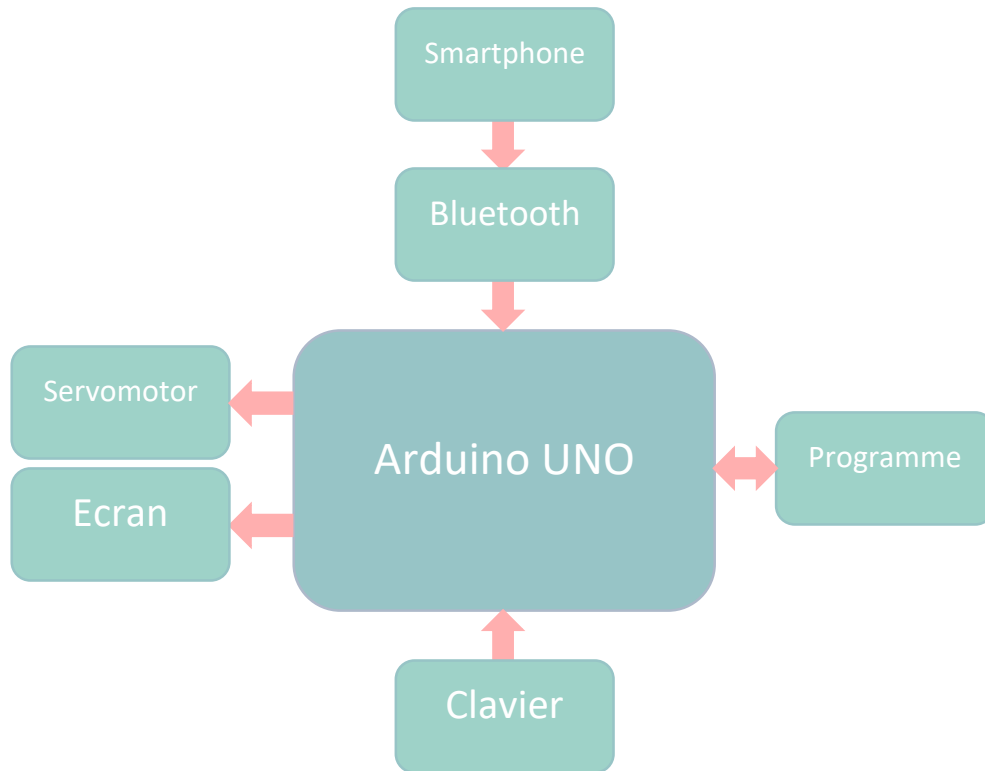 Smartphone
Bluetooth
Servomotor
Arduino UNO
Programme
Ecran
Clavier